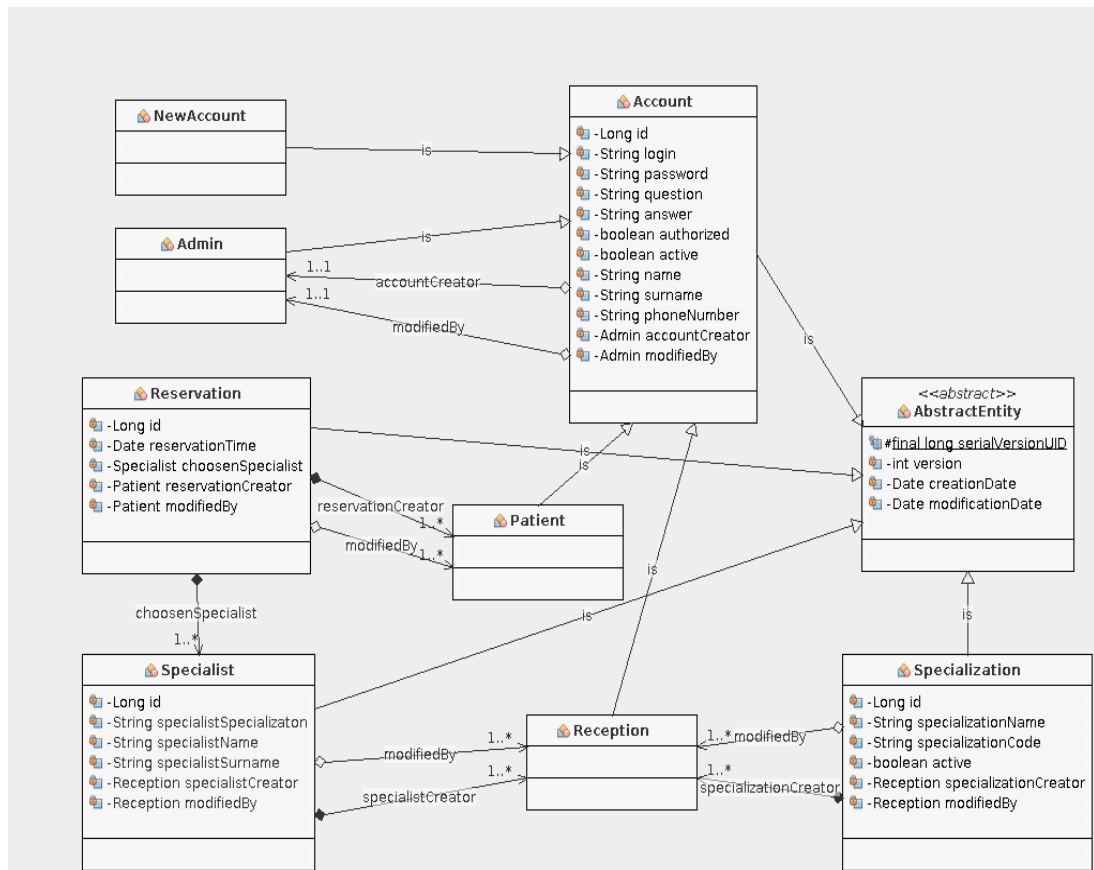 NewAccount
is
Account
-Long id
-String login
-String password
-String question
-String answer
-boolean authorized
-boolean active
-String name
-String surname
-String phoneNumber
-Admin accountCreator
-Admin modifiedBy
Admin
is
1..1
accountCreator
1..1
modifiedBy
is
<<abstract>>
AbstractEntity
#final long serialVersionUID
-int version
-Date creationDate
-Date modificationDate
Reservation
-Long id
-Date reservationTime
-Specialist choosenSpecialist
-Patient reservationCreator
-Patient modifiedBy
is
is
reservationCreator
1..*
modifiedBy
1..*
Patient
is
is
is
choosenSpecialist
1..*
Specialist
-Long id
-String specialistSpecializaton
-String specialistName
-String specialistSurname
-Reception specialistCreator
-Reception modifiedBy
1..*
modifiedBy
1..*
specialistCreator
Reception
1..*
modifiedBy
1..*
specializationCreator
Specialization
-Long id
-String specializationName
-String specializationCode
-boolean active
-Reception specializationCreator
-Reception modifiedBy